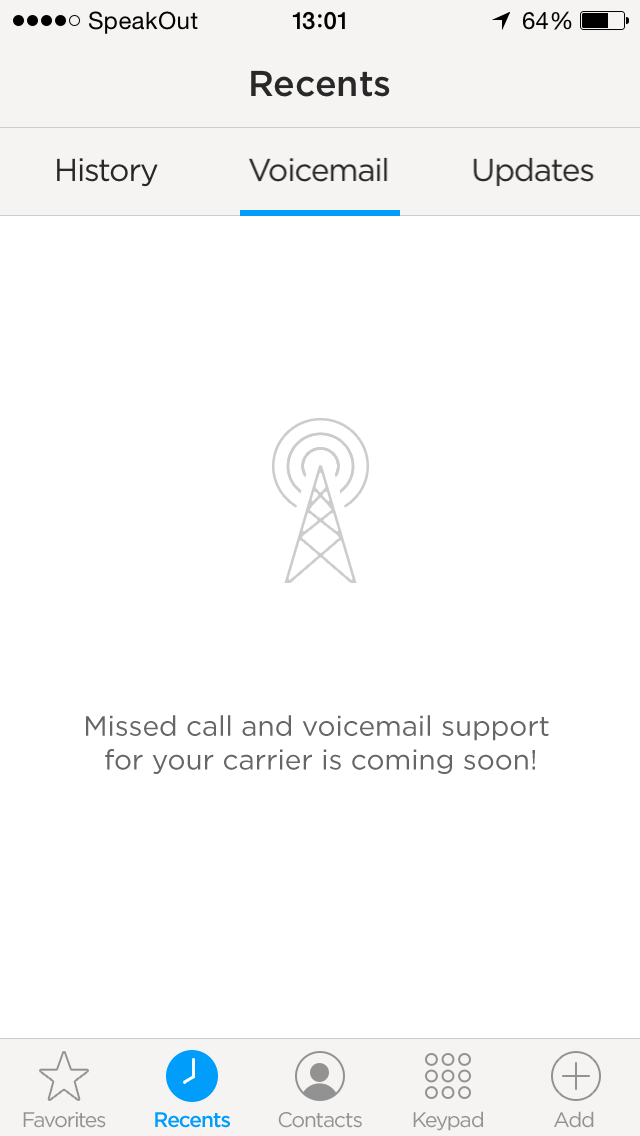 SpeakOut 13:01 64%
Recents
History Voicemail Updates
Missed call and voicemail support
for your carrier is coming soon!
Favorites Recents Contacts Keypad Add